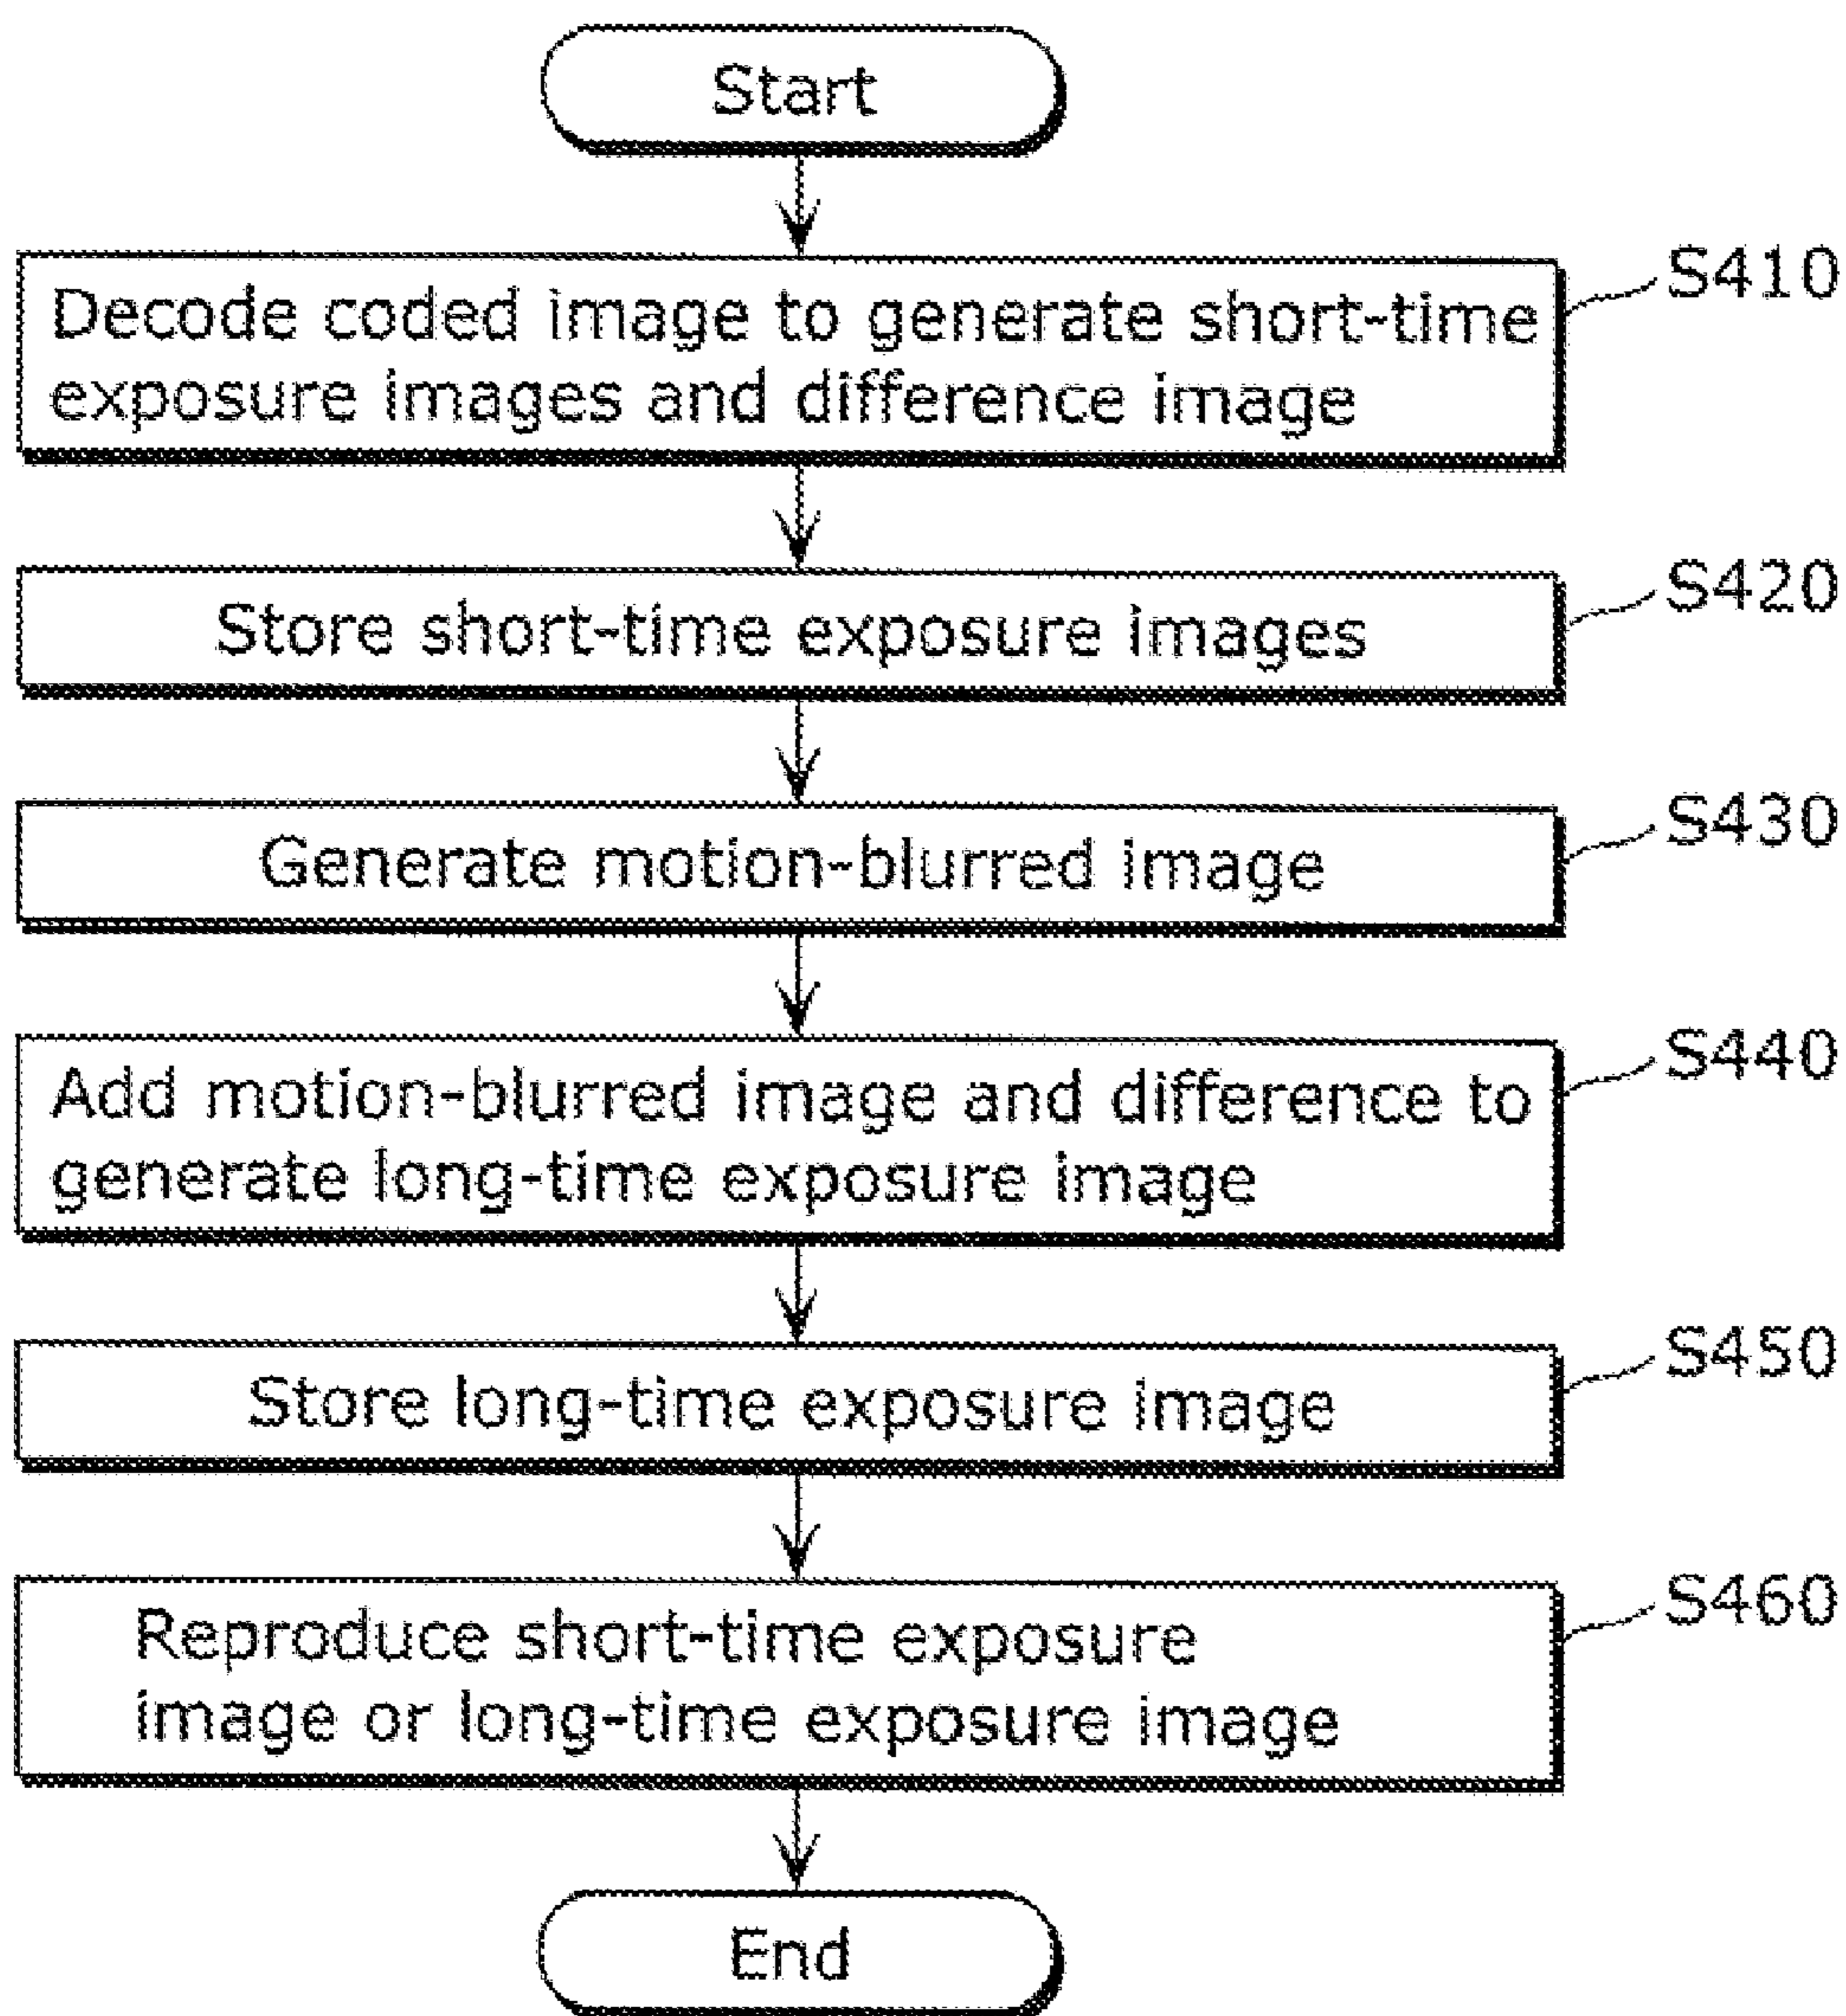 Start
Decode coded image to generate short-time
exposure images and difference image
S410
Store short-time exposure images
S420
Generate motion-blurred image
S430
Add motion-blurred image and difference to
generate long-time exposure image
S440
Store long-time exposure image
S450
Reproduce short-time exposure
image or long-time exposure image
S460
End